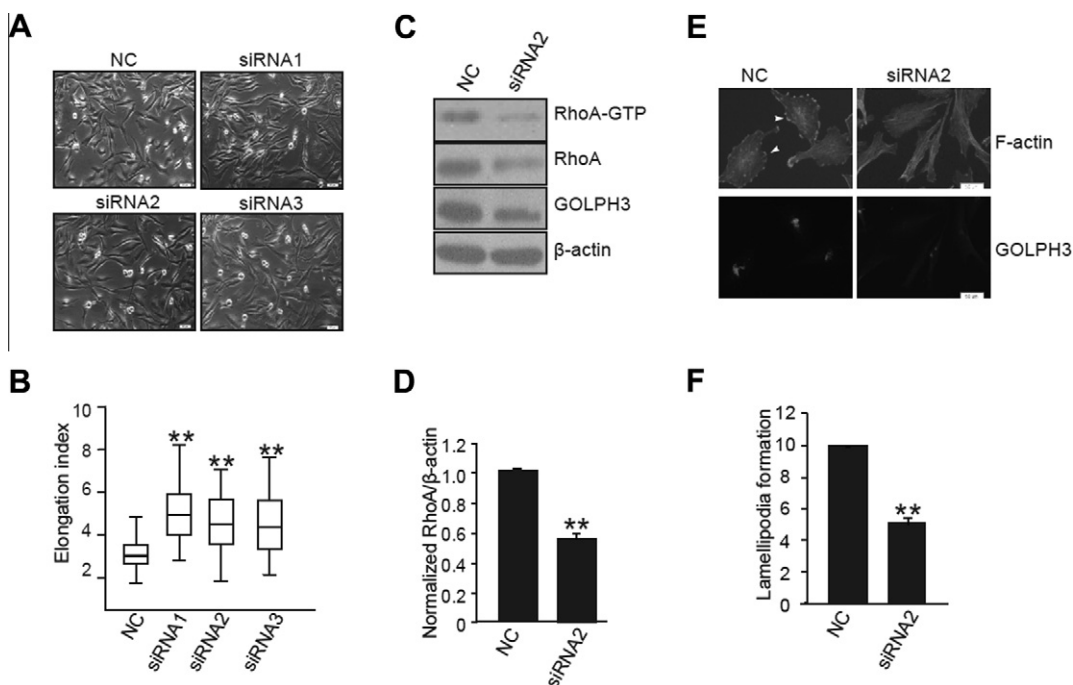 A
NC
siRNA1
siRNA2
siRNA3
B
Elongation index
10
8
6
4
2
**
**
**
NC
siRNA1
siRNA2
siRNA3
C
NC
siRNA2
RhoA-GTP
RhoA
GOLPH3
β-actin
D
Normalized RhoA/β-actin
1.2
1.0
0.8
0.6
0.4
0.2
0
**
NC
siRNA2
E
NC
siRNA2
F-actin
GOLPH3
F
Lamellipodia formation
12
10
8
6
4
2
0
**
NC
siRNA2